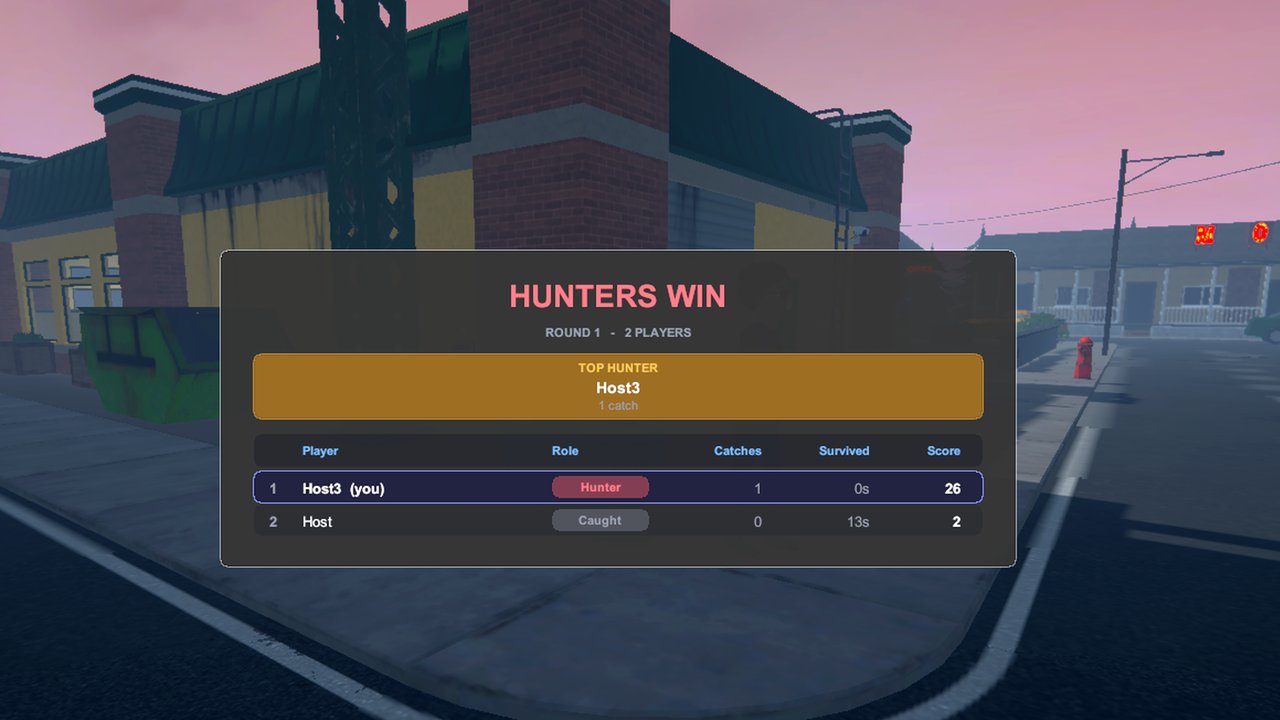 HUNTERS WIN
ROUND 1 - 2 PLAYERS
TOP HUNTER
Host3
1 catch
Player Role Catches Survived Score
1 Host3 (you) Hunter 1 0s 26
2 Host Caught 0 13s 2